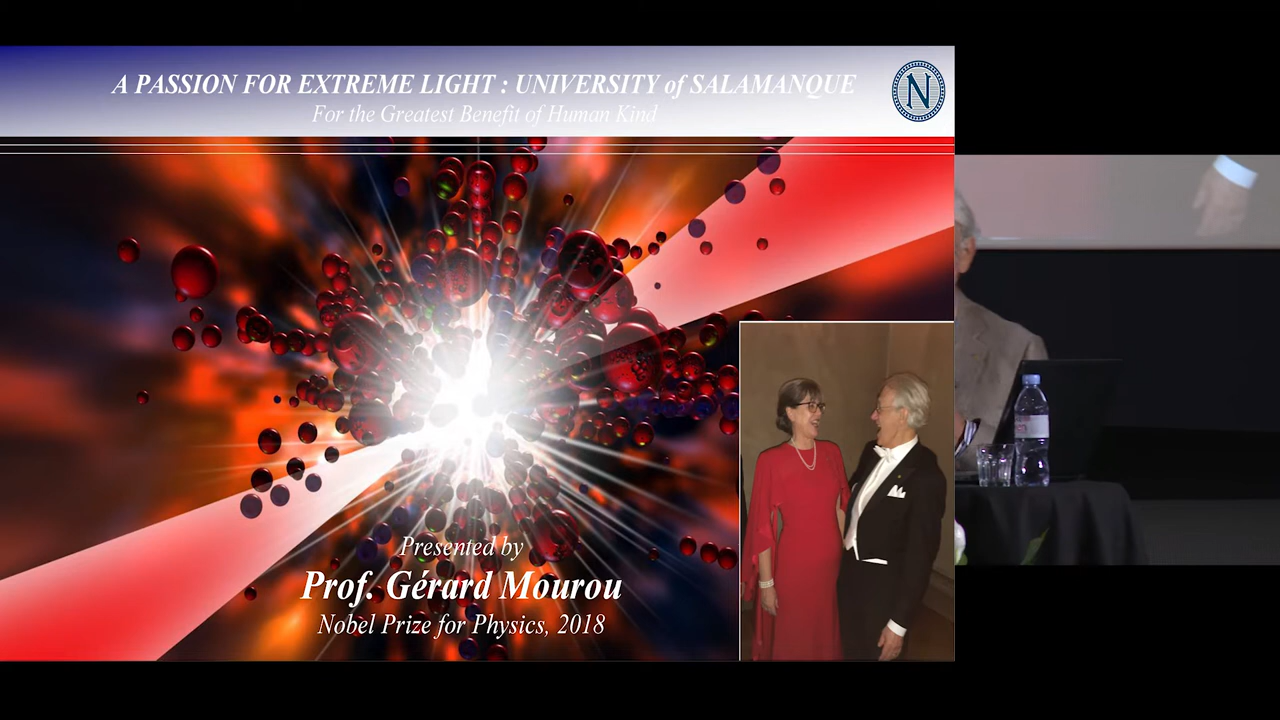 A PASSION FOR EXTREME LIGHT : UNIVERSITY of SALAMANQUE
For the Greatest Benefit of Human Kind
N
Presented by
Prof. Gérard Mourou
Nobel Prize for Physics, 2018